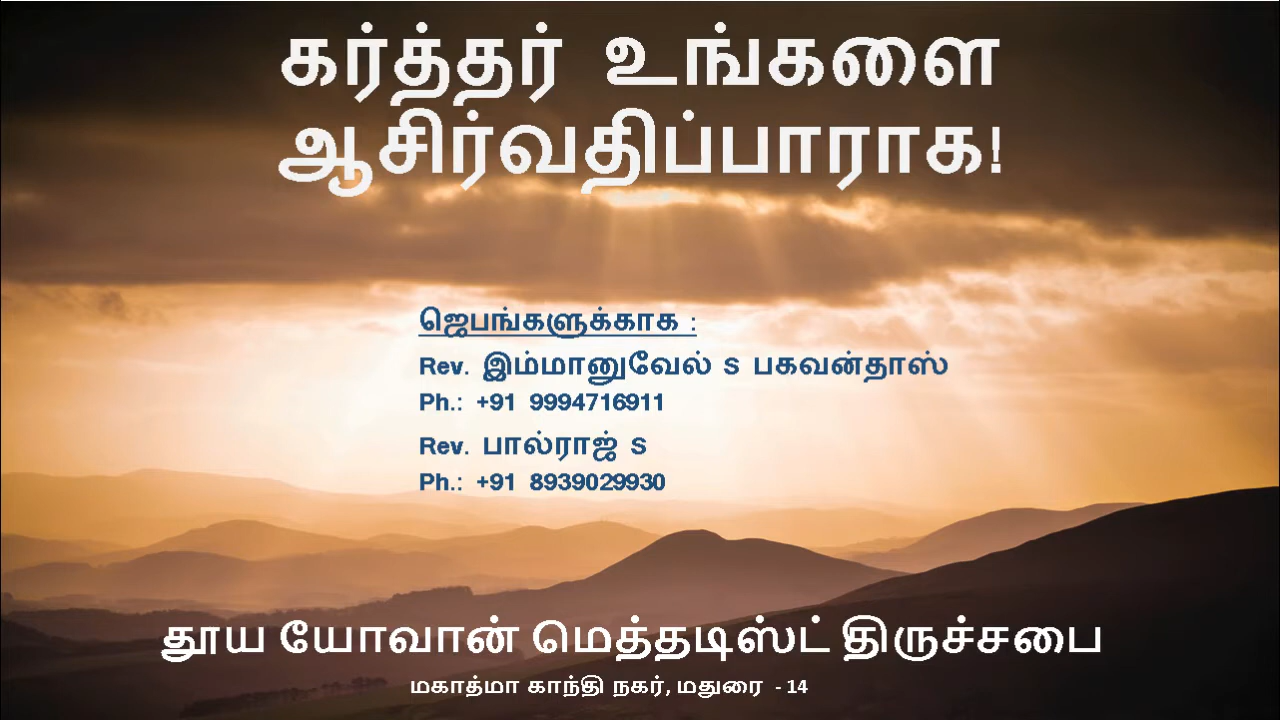 கர்த்தர் உங்களை
ஆசிர்வதிப்பாராக!
ஜெபங்களுக்காக :
Rev. இம்மானுவேல் S பகவன்தாஸ்
Ph.: +91 9994716911
Rev. பால்ராஜ் S
Ph.: +91 8939029930
தூய யோவான் மெத்தடிஸ்ட் திருச்சபை
மகாத்மா காந்தி நகர், மதுரை - 14